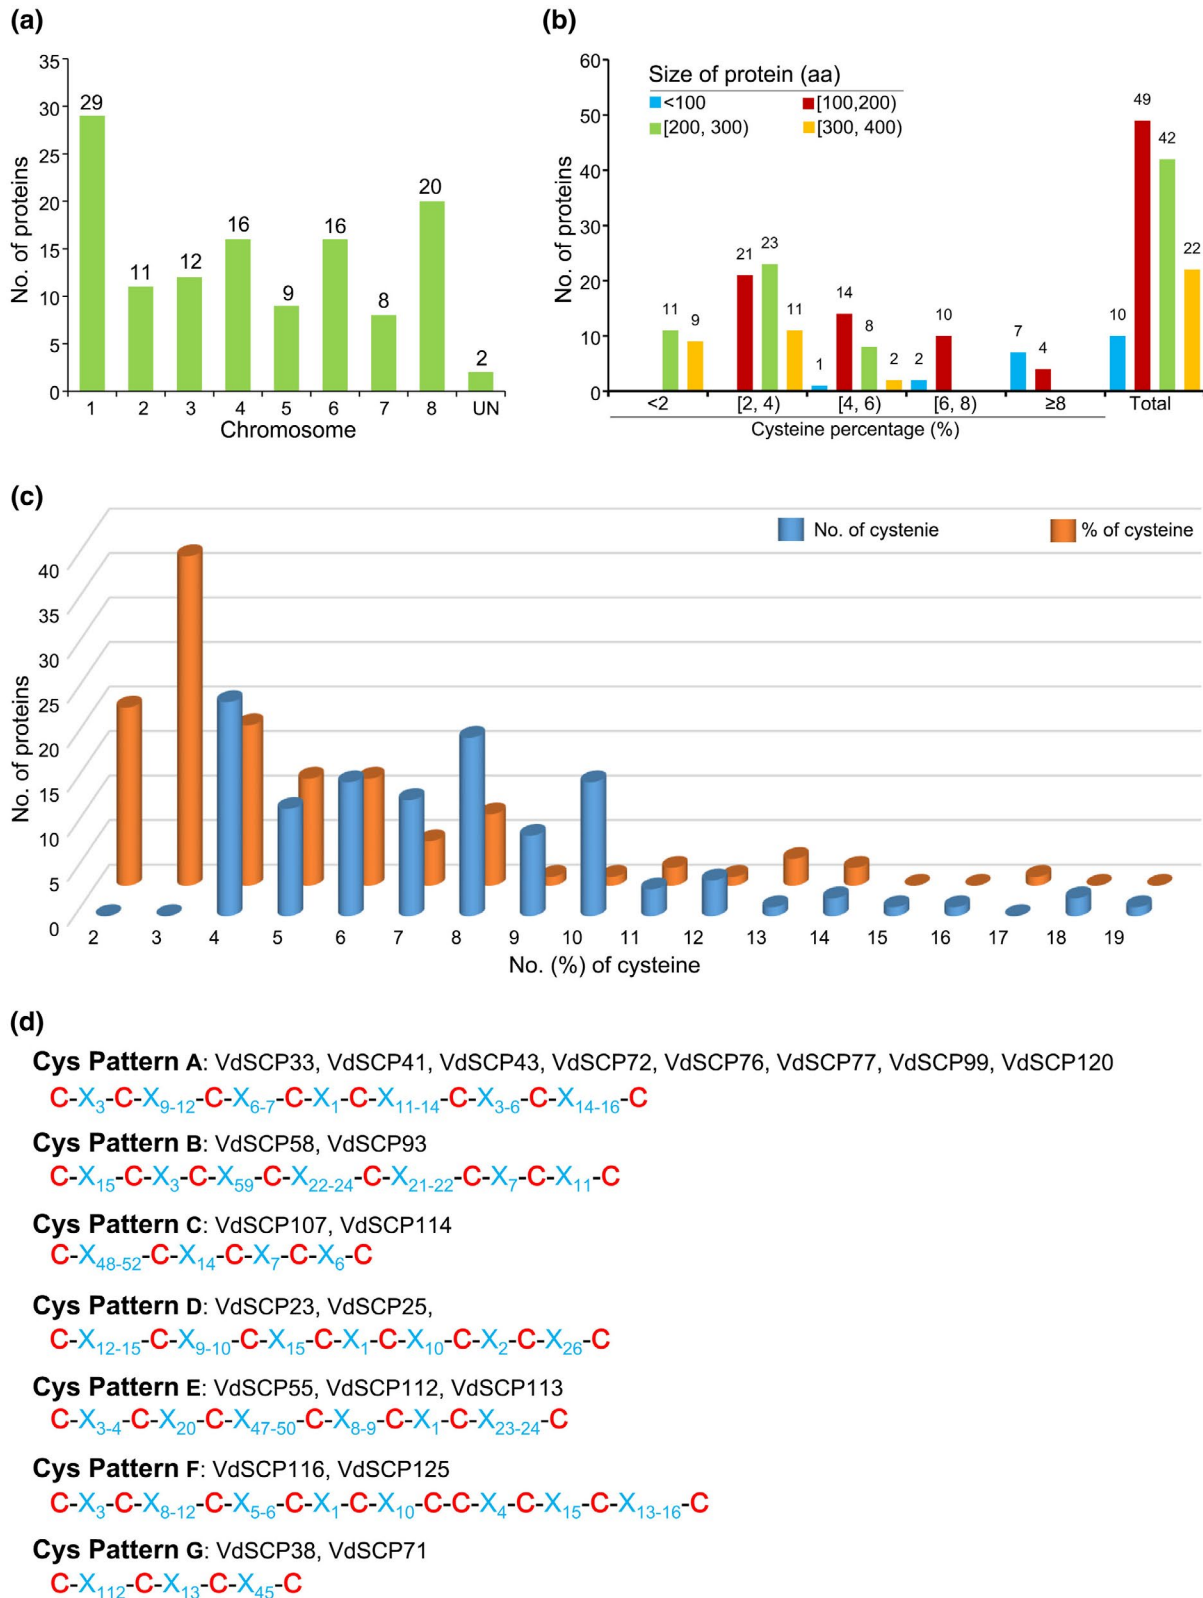 (a)
35
30
25
20
15
10
5
0
No. of proteins
29
11
12
16
9
16
8
20
2
1 2 3 4 5 6 7 8 UN
Chromosome
(b)
60
50
40
30
20
10
0
No. of proteins
Size of protein (aa)
<100 [100,200)
[200, 300) [300, 400)
11 9 21 23 11 1 14 8 2 2 10 7 4 10 49 42 22
<2 [2, 4) [4, 6) [6, 8) ≥8 Total
Cysteine percentage (%)
(c)
No. of cystenie % of cysteine
40
35
30
25
20
15
10
5
0
No. of proteins
2 3 4 5 6 7 8 9 10 11 12 13 14 15 16 17 18 19
No. (%) of cysteine
(d)
Cys Pattern A: VdSCP33, VdSCP41, VdSCP43, VdSCP72, VdSCP76, VdSCP77, VdSCP99, VdSCP120
C-X3-C-X9-12-C-X6-7-C-X1-C-X11-14-C-X3-6-C-X14-16-C
Cys Pattern B: VdSCP58, VdSCP93
C-X15-C-X3-C-X59-C-X22-24-C-X21-22-C-X7-C-X11-C
Cys Pattern C: VdSCP107, VdSCP114
C-X48-52-C-X14-C-X7-C-X6-C
Cys Pattern D: VdSCP23, VdSCP25,
C-X12-15-C-X9-10-C-X15-C-X1-C-X10-C-X2-C-X26-C
Cys Pattern E: VdSCP55, VdSCP112, VdSCP113
C-X3-4-C-X20-C-X47-50-C-X8-9-C-X1-C-X23-24-C
Cys Pattern F: VdSCP116, VdSCP125
C-X3-C-X8-12-C-X5-6-C-X1-C-X10-C-C-X4-C-X15-C-X13-16-C
Cys Pattern G: VdSCP38, VdSCP71
C-X112-C-X13-C-X45-C